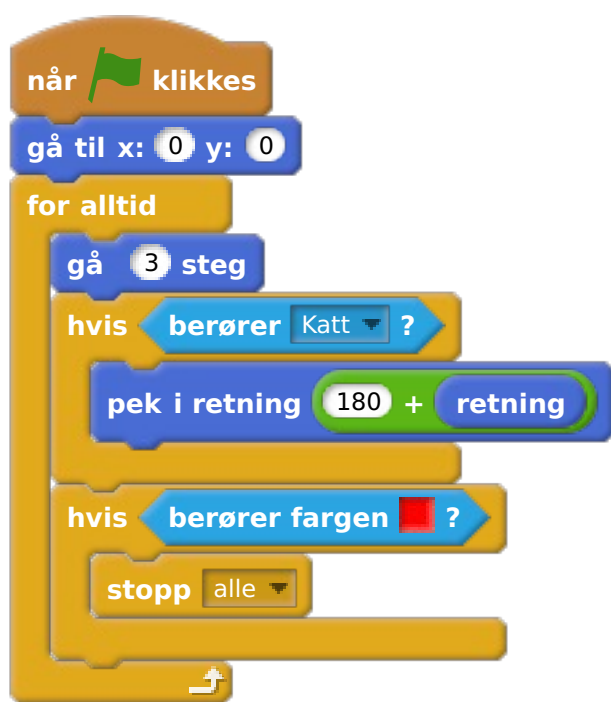 når klikkes
gå til x: 0 y: 0
for alltid
gå 3 steg
hvis berører Katt ?
pek i retning 180 + retning
hvis berører fargen ?
stopp alle